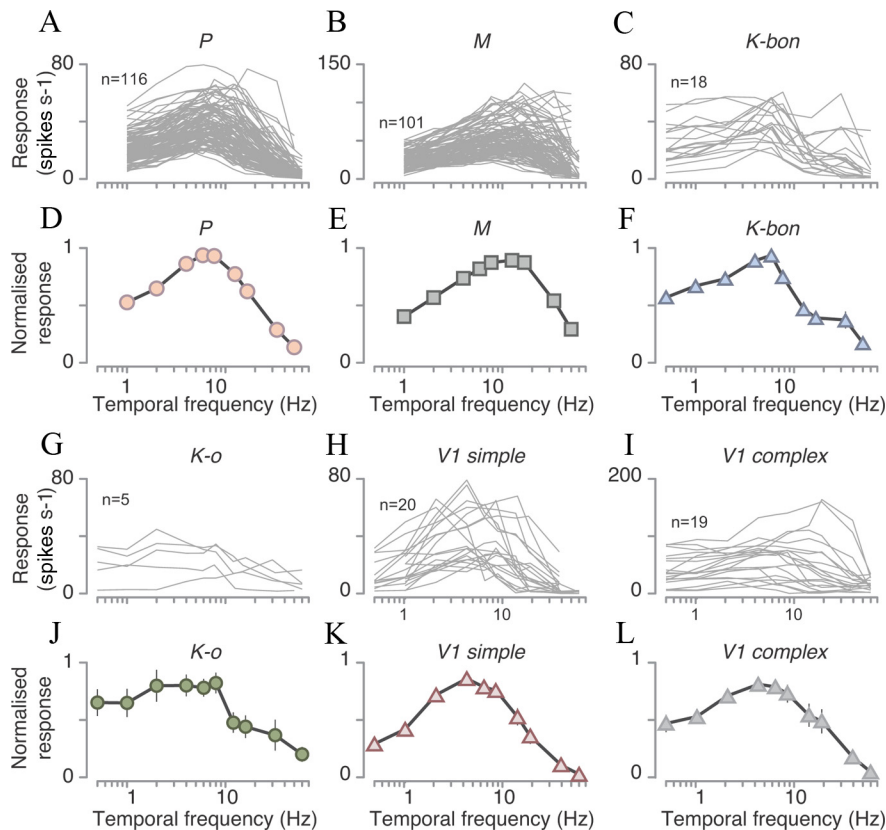 A
B
C
P
M
K-bon
80
150
80
n=116
n=101
n=18
Response
(spikes s-1)
0
0
0
D
E
F
P
M
K-bon
1
1
1
Normalised
response
0
0
0
1
10
1
10
1
10
Temporal frequency (Hz)
Temporal frequency (Hz)
Temporal frequency (Hz)
G
H
I
K-o
V1 simple
V1 complex
80
80
200
n=5
n=20
n=19
Response
(spikes s-1)
0
0
0
1
10
1
10
J
K
L
K-o
V1 simple
V1 complex
1
1
1
Normalised
response
0
0
0
1
10
1
10
1
10
Temporal frequency (Hz)
Temporal frequency (Hz)
Temporal frequency (Hz)